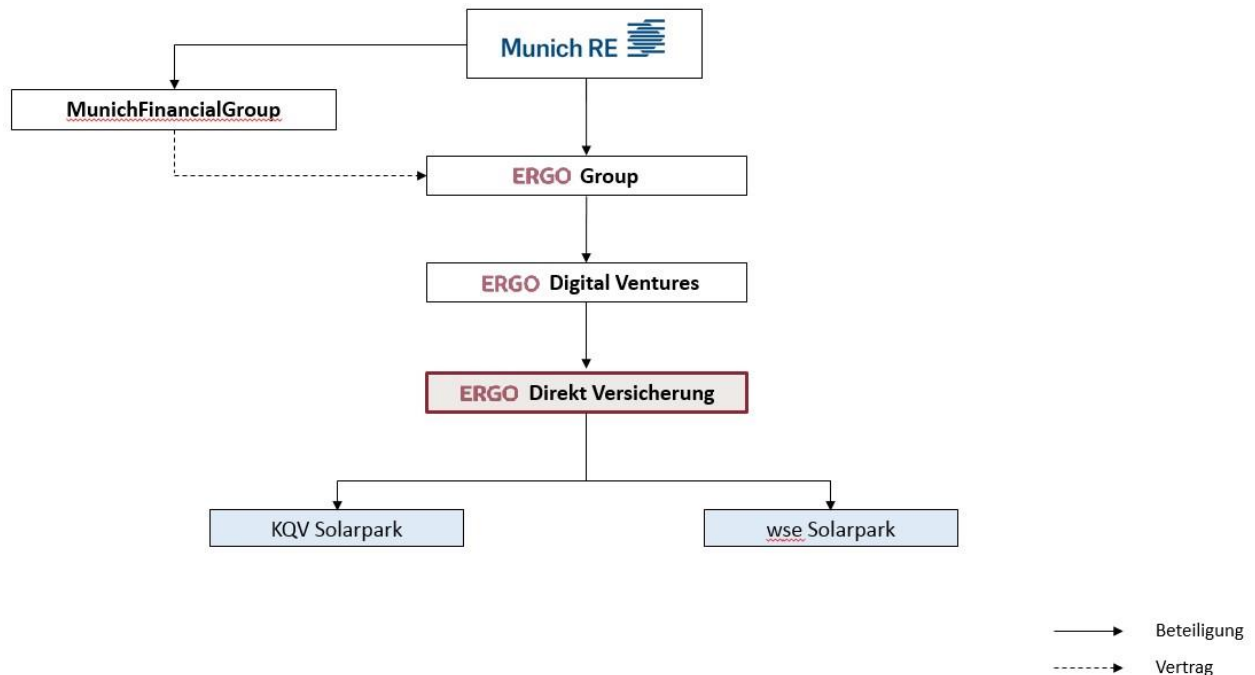 Munich RE
MunichFinancialGroup
ERGO Group
ERGO Digital Ventures
ERGO Direkt Versicherung
KQV Solarpark
wse Solarpark
Beteiligung
Vertrag